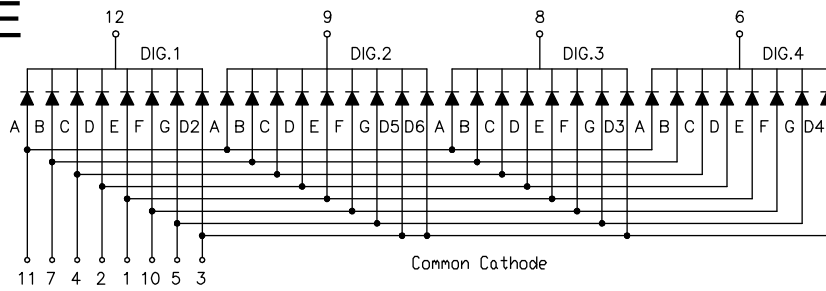 12 9 8 6
DIG.1 DIG.2 DIG.3 DIG.4
A B C D E F G D2 A B C D E F G D5 D6 A B C D E F G D3 A B C D E F G D4
Common Cathode
11 7 4 2 1 10 5 3